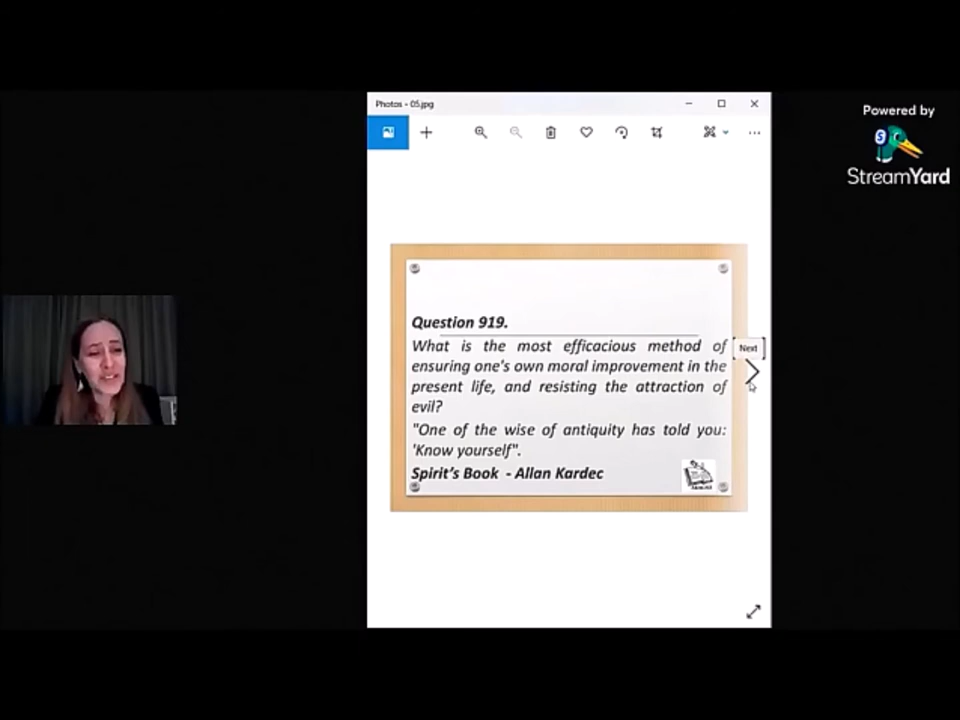 Photos - 05.jpg
Powered by
StreamYard
Question 919.
What is the most efficacious method of
ensuring one's own moral improvement in the
present life, and resisting the attraction of
evil?
"One of the wise of antiquity has told you:
'Know yourself".
Spirit's Book - Allan Kardec
Next